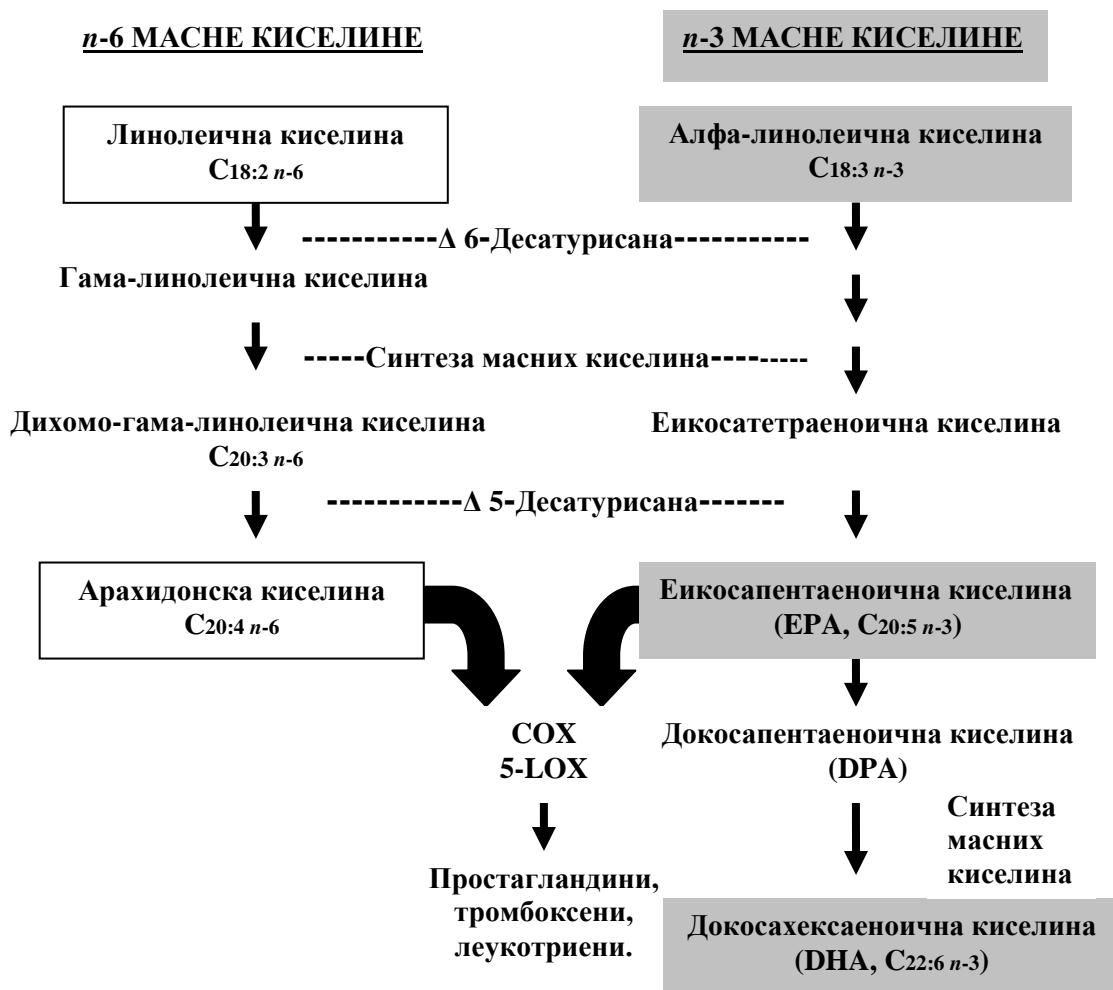 n-6 МАСНЕ КИСЕЛИНЕ
n-3 МАСНЕ КИСЕЛИНЕ
Линолеична киселина
C18:2 n-6
Алфа-линолеична киселина
C18:3 n-3
-----------Δ 6-Десатурисана-----------
Гама-линолеична киселина
-----Синтеза масних киселина---------
Дихомо-гама-линолеична киселина
C20:3 n-6
Еикосатетраеноична киселина
-----------Δ 5-Десатурисана-------
Арахидонска киселина
C20:4 n-6
Еикосапентаеноична киселина
(EPA, C20:5 n-3)
COX
5-LOX
Докосапентаеноична киселина
(DPA)
Синтеза
масних
киселина
Простагландини,
тромбоксени,
леукотриени.
Докосахексаеноична киселина
(DHA, C22:6 n-3)